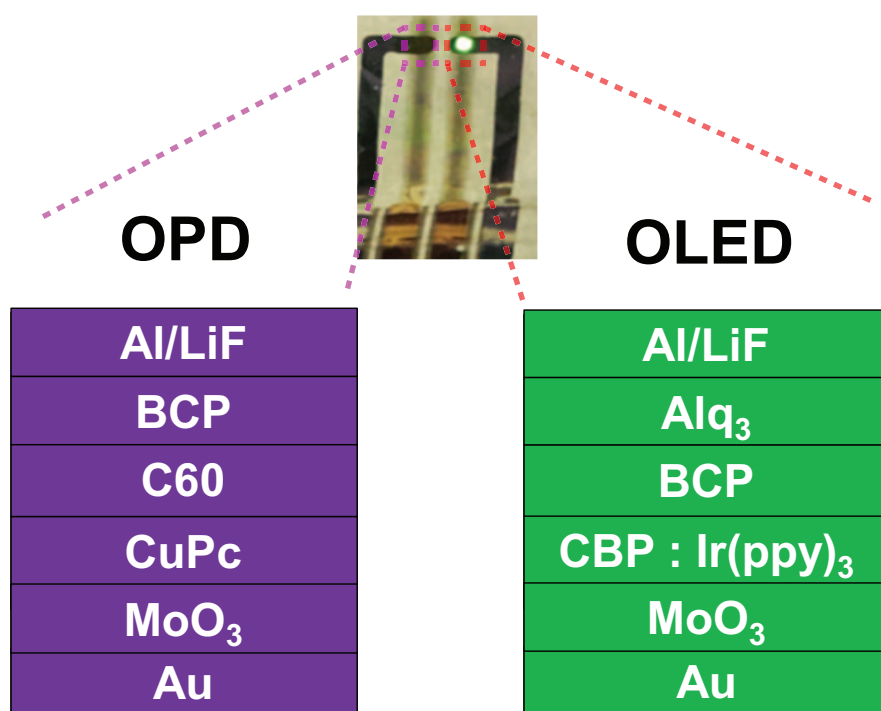 OPD
OLED
Al/LiF
BCP
C60
CuPc
MoO₃
Au
Al/LiF
Alq₃
BCP
CBP : Ir(ppy)₃
MoO₃
Au